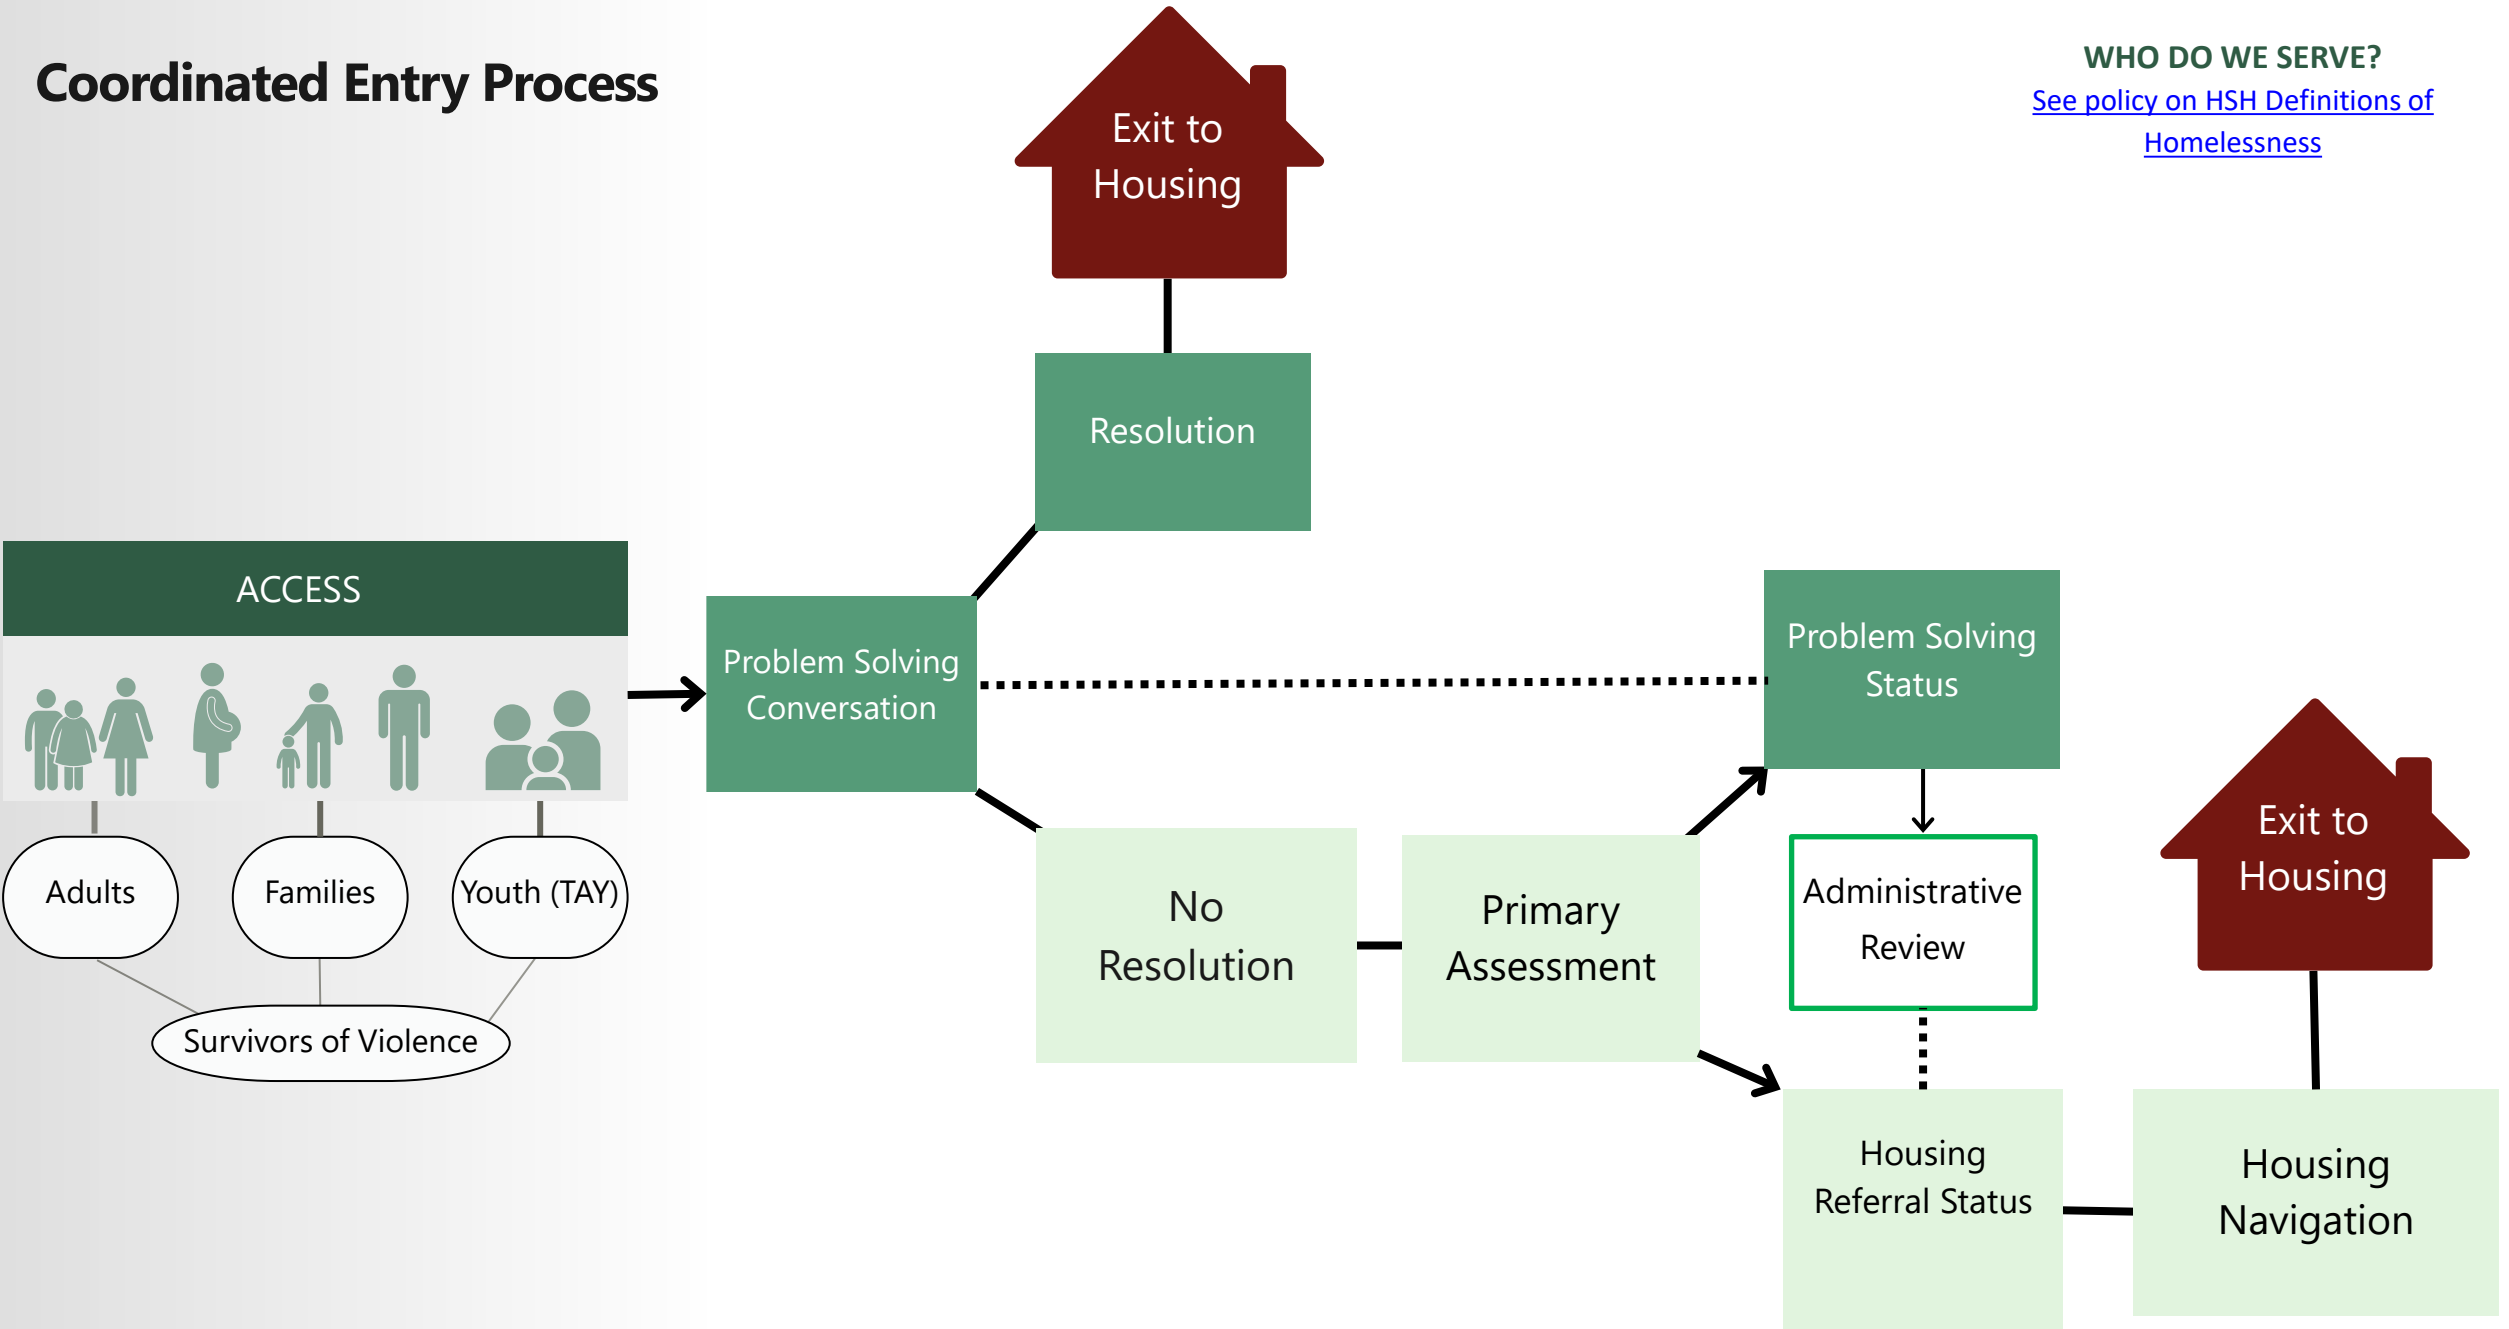 Coordinated Entry Process
WHO DO WE SERVE?
See policy on HSH Definitions of
Homelessness
Exit to
Housing
Resolution
ACCESS
Problem Solving
Conversation
Problem Solving
Status
Adults
Families
Youth (TAY)
Survivors of Violence
No
Resolution
Primary
Assessment
Administrative
Review
Exit to
Housing
Housing
Referral Status
Housing
Navigation